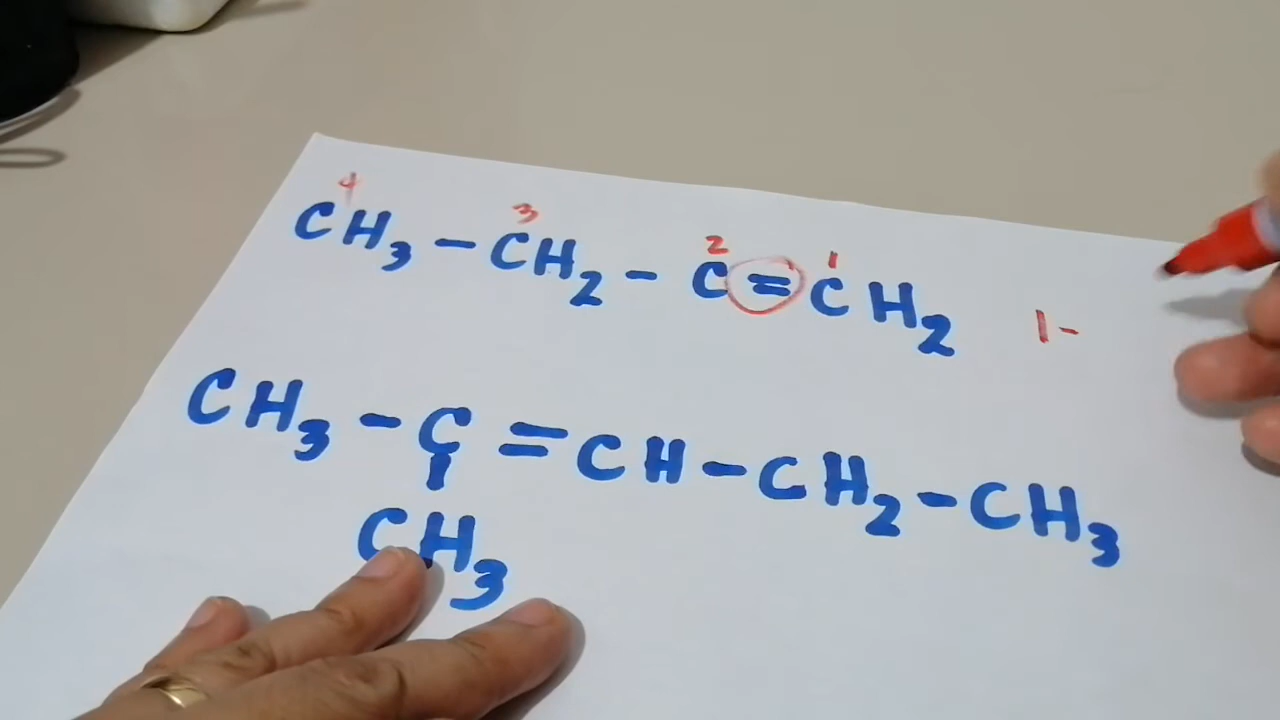 4 3 2 1
CH₃ - CH₂ - C = CH₂ 1-
CH₃ - C = CH - CH₂ - CH₃
CH₃